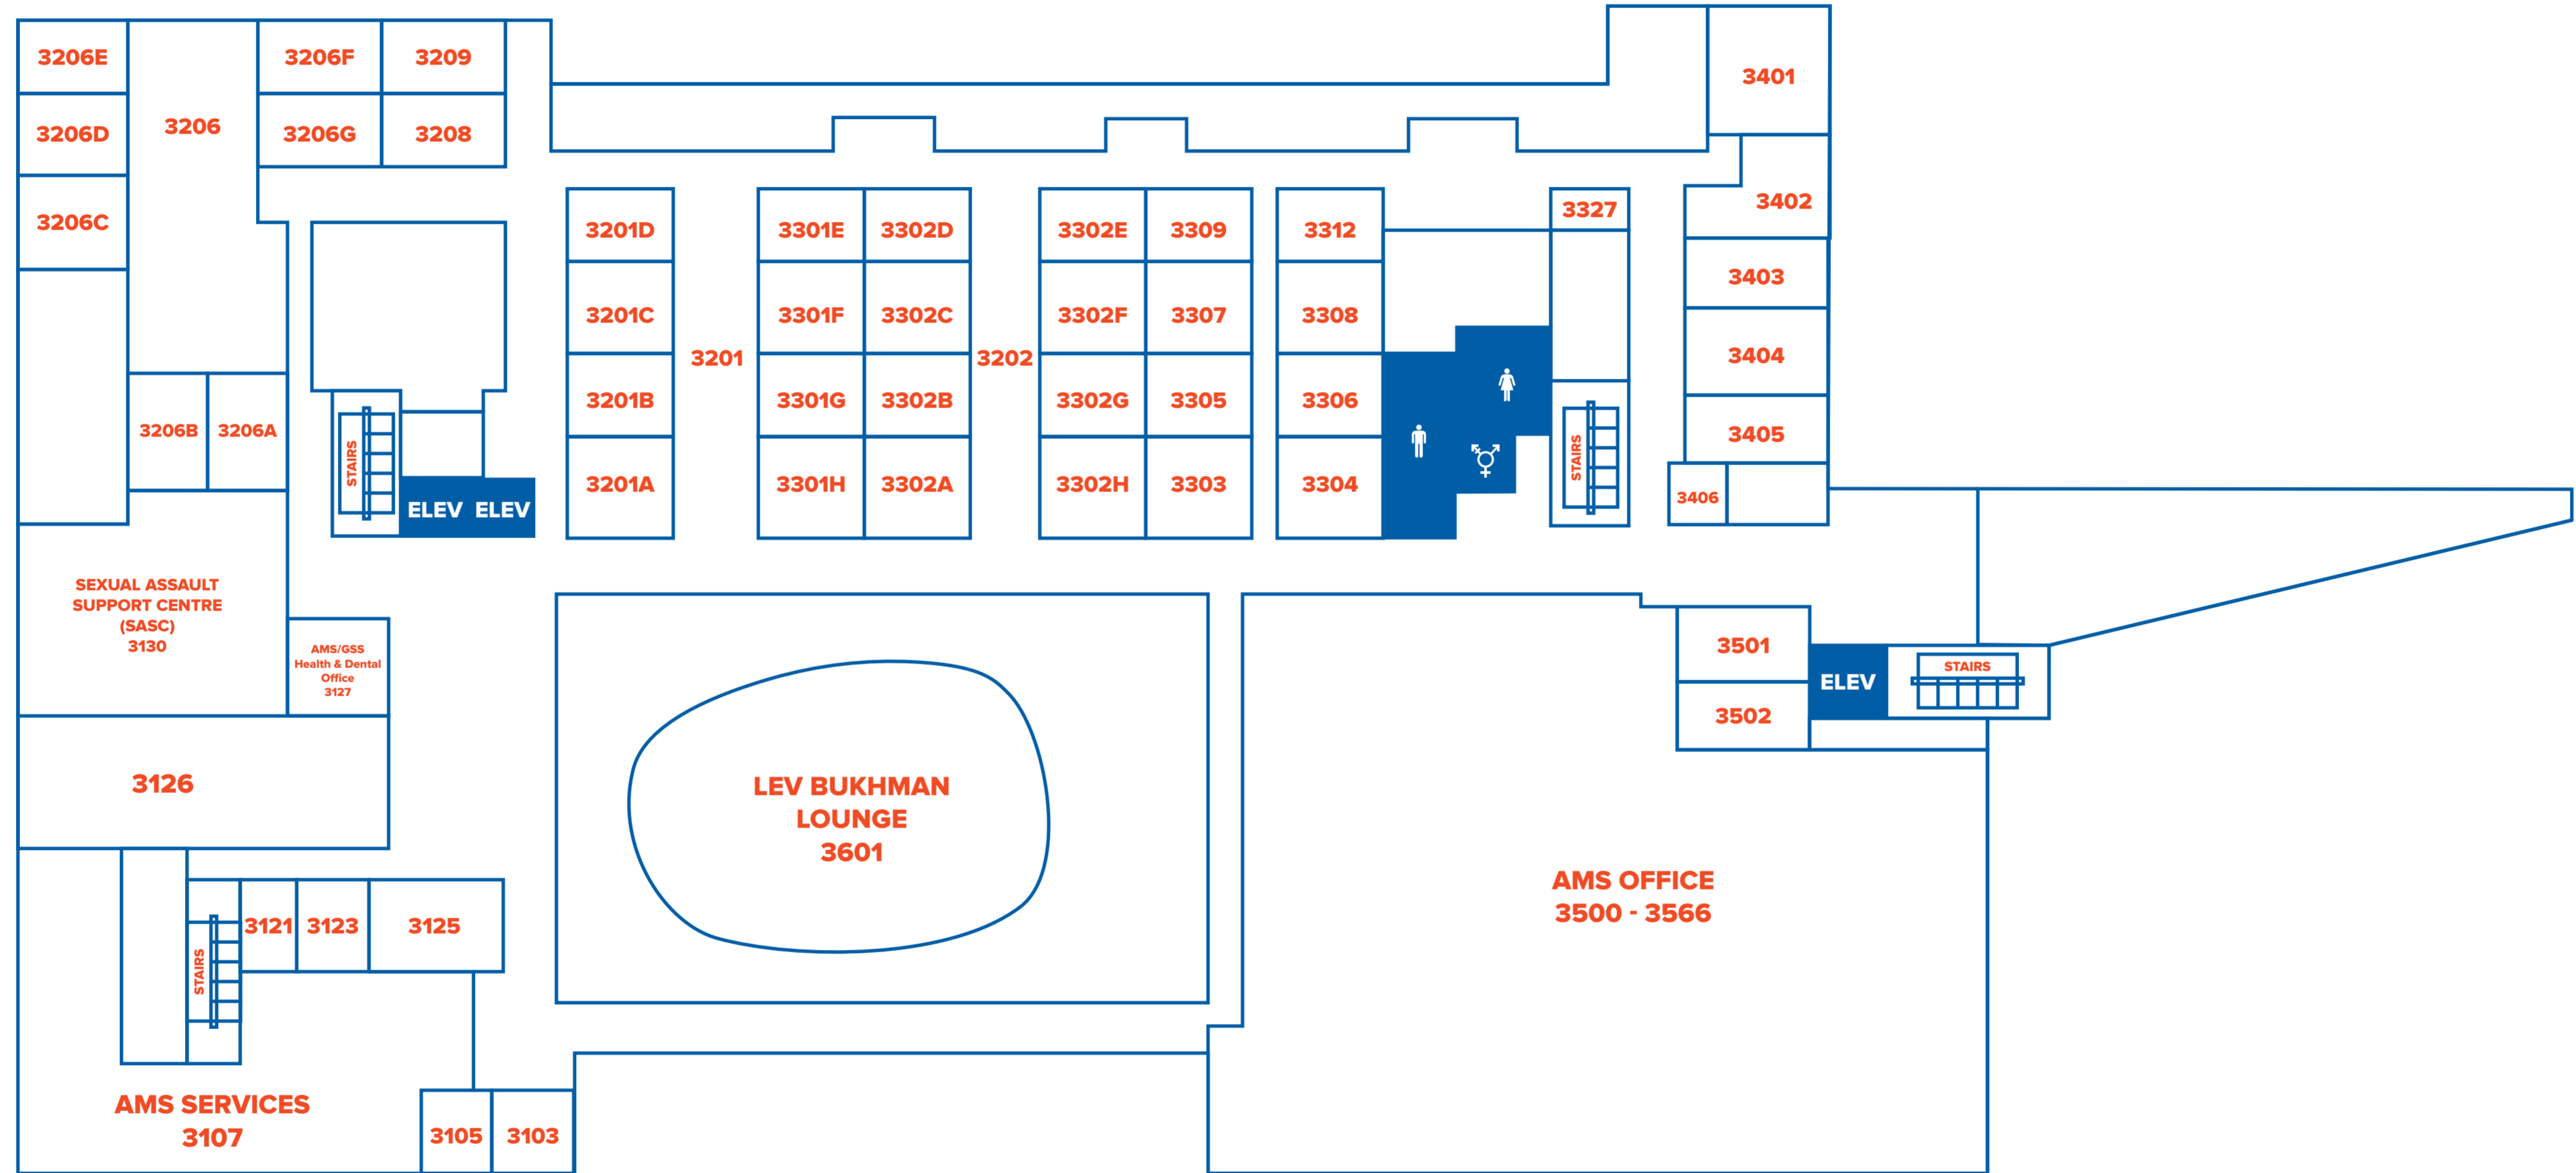 3206E
3206
3206F
3209
3401
3206D
3206G
3208
3206C
3402
3201D
3301E
3302D
3302E
3309
3312
3327
3403
3201C
3301F
3302C
3302F
3307
3308
3404
3201
3202
3206B
3206A
STAIRS
3201B
3301G
3302B
3302G
3305
3306
STAIRS
3405
ELEV
ELEV
3201A
3301H
3302A
3302H
3303
3304
3406
SEXUAL ASSAULT
SUPPORT CENTRE
(SASC)
3130
AMS/GSS
Health & Dental
Office
3127
3501
3502
ELEV
STAIRS
3126
LEV BUKHMAN
LOUNGE
3601
AMS OFFICE
3500 - 3566
STAIRS
3121
3123
3125
AMS SERVICES
3107
3105
3103